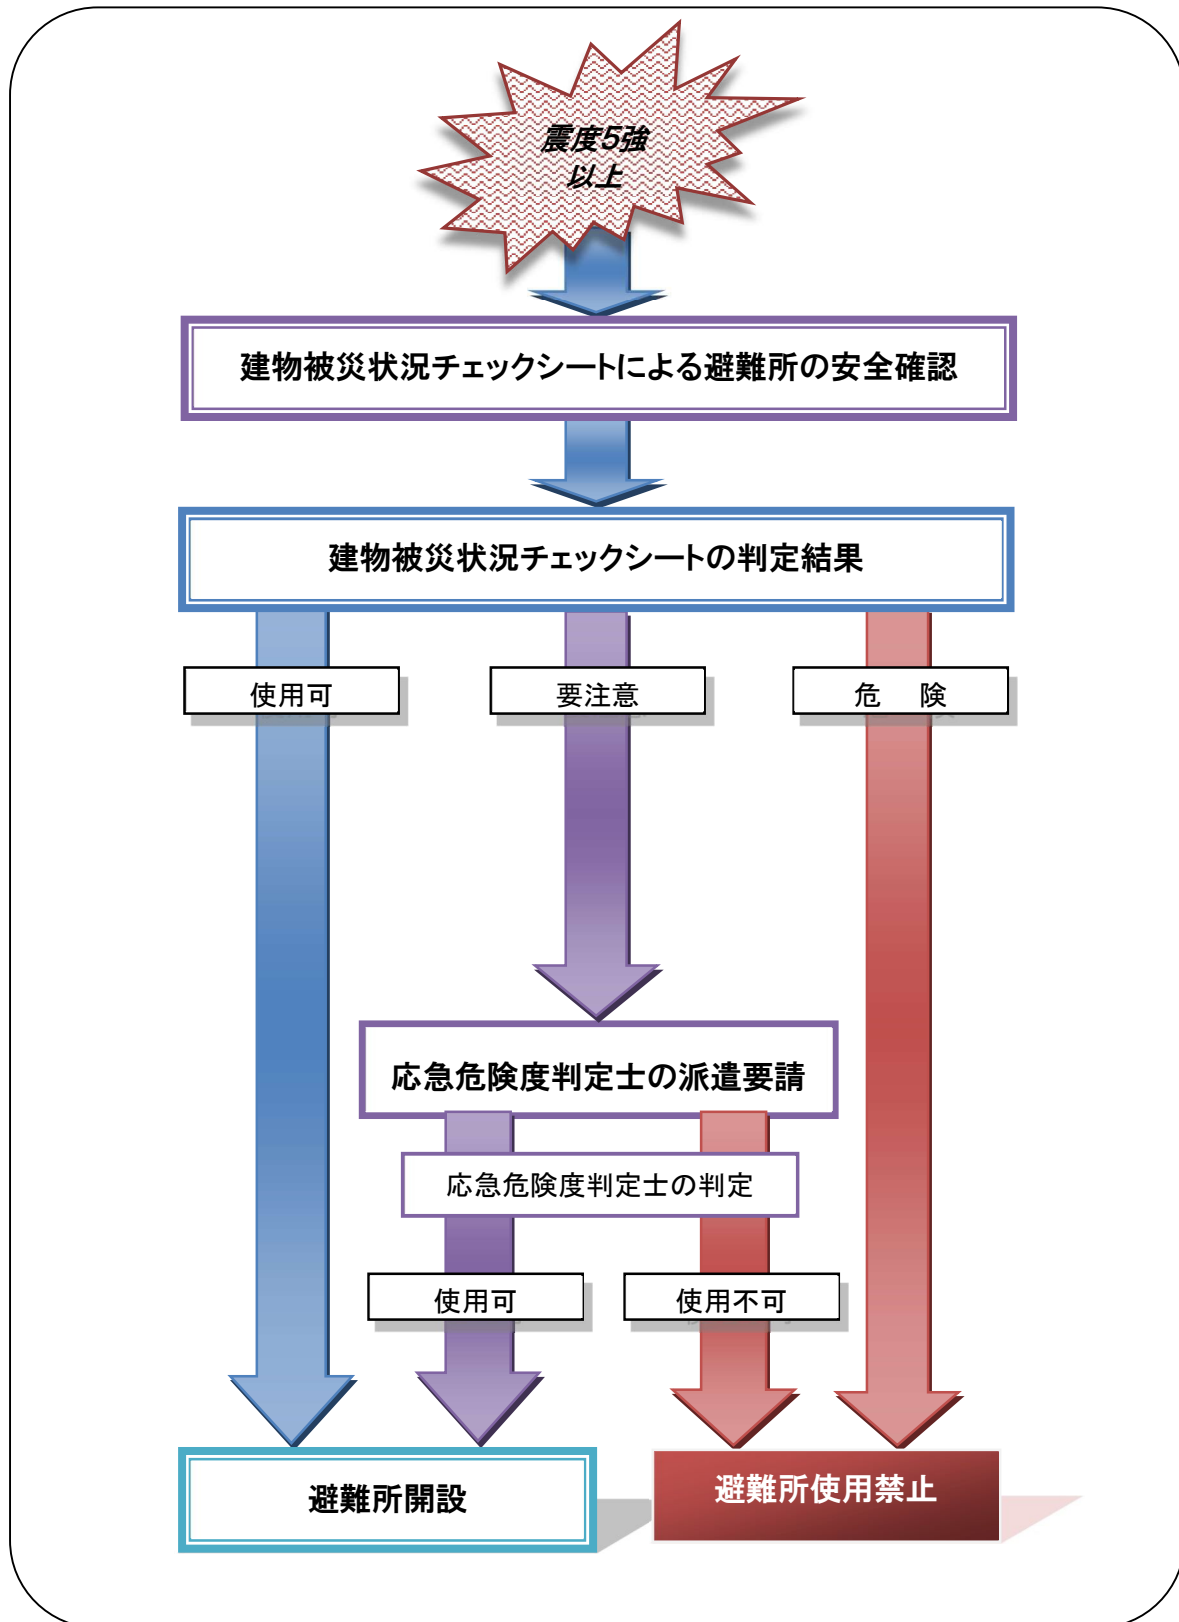 震度5強
以上
建物被災状況チェックシートによる避難所の安全確認
建物被災状況チェックシートの判定結果
使用可
要注意
危　険
応急危険度判定士の派遣要請
応急危険度判定士の判定
使用可
使用不可
避難所開設
避難所使用禁止